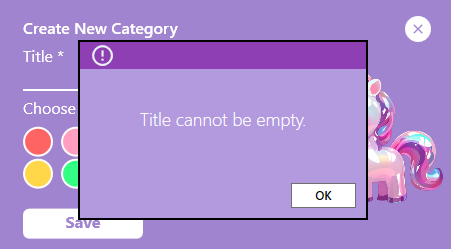 Create New Category
Title *
Title cannot be empty.
Choose
OK
Save